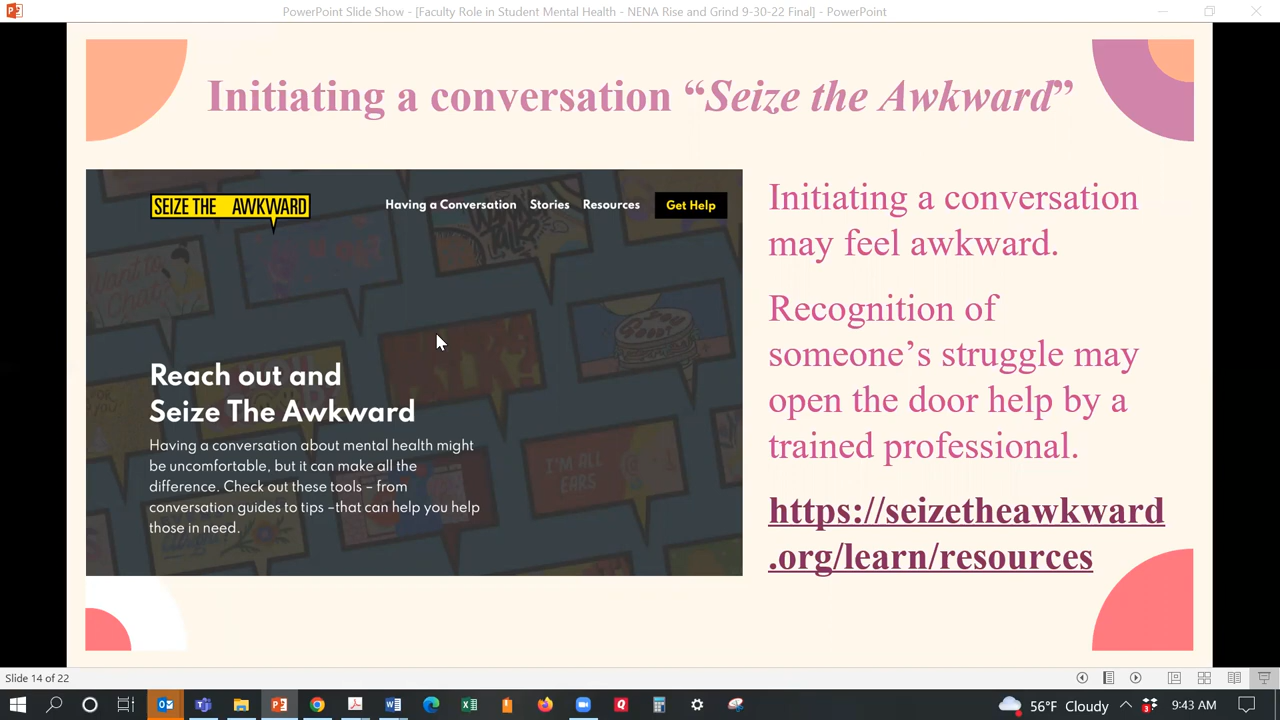 PowerPoint Slide Show - [Faculty Role in Student Mental Health - NENA Rise and Grind 9-30-22 Final] - PowerPoint
Initiating a conversation “Seize the Awkward”
SEIZE THE AWKWARD
Having a Conversation Stories Resources Get Help
I'M ALL
EARS
Reach out and
Seize The Awkward
Having a conversation about mental health might
be uncomfortable, but it can make all the
difference. Check out these tools – from
conversation guides to tips –that can help you help
those in need.
Initiating a conversation
may feel awkward.
Recognition of
someone’s struggle may
open the door help by a
trained professional.
https://seizetheawkward
.org/learn/resources
Slide 14 of 22
56°F Cloudy 3 9:43 AM